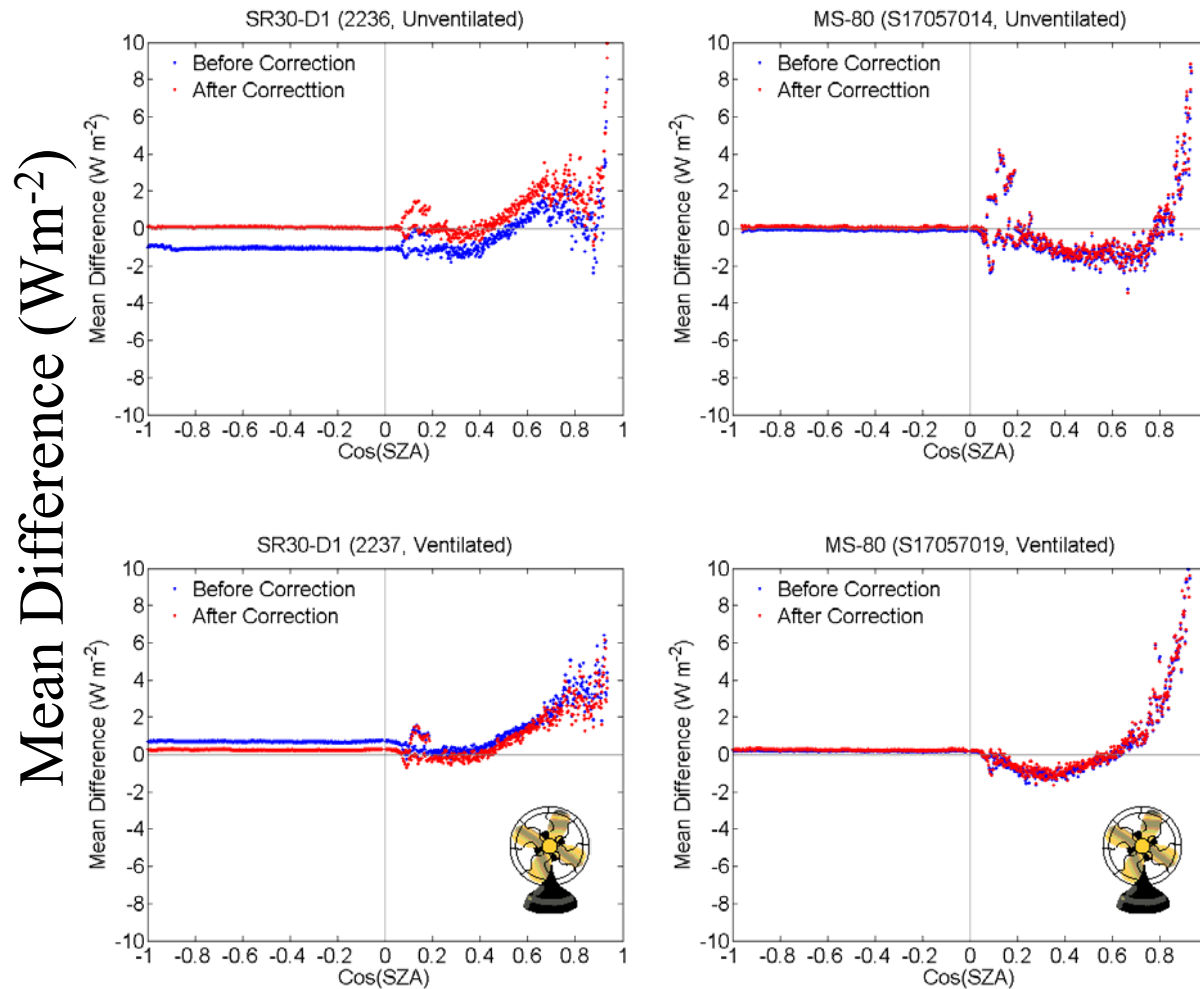 Mean Difference (Wm-2)
SR30-D1 (2236, Unventilated)
10
8
6
4
2
0
-2
-4
-6
-8
-10
Mean Difference (W m-2)
Before Correction
After Correcttion
-1 -0.8 -0.6 -0.4 -0.2 0 0.2 0.4 0.6 0.8 1
Cos(SZA)
MS-80 (S17057014, Unventilated)
10
8
6
4
2
0
-2
-4
-6
-8
-10
Mean Difference (W m-2)
Before Correction
After Correcttion
-1 -0.8 -0.6 -0.4 -0.2 0 0.2 0.4 0.6 0.8
Cos(SZA)
SR30-D1 (2237, Ventilated)
10
8
6
4
2
0
-2
-4
-6
-8
-10
Mean Difference (W m-2)
Before Correction
After Correction
-1 -0.8 -0.6 -0.4 -0.2 0 0.2 0.4 0.6 0.8 1
Cos(SZA)
MS-80 (S17057019, Ventilated)
10
8
6
4
2
0
-2
-4
-6
-8
-10
Mean Difference (W m-2)
Before Correction
After Correction
-1 -0.8 -0.6 -0.4 -0.2 0 0.2 0.4 0.6 0.8
Cos(SZA)